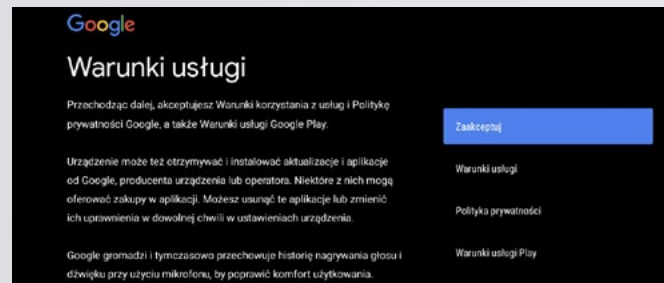 Google
Warunki usługi
Przechodząc dalej, akceptujesz Warunki korzystania z usług i Politykę
prywatności Google, a także Warunki usługi Google Play.
Urządzenie może też otrzymywać i instalować aktualizacje i aplikacje
od Google, producenta urządzenia lub operatora. Niektóre z nich mogą
oferować zakupy w aplikacji. Możesz usunąć te aplikacje lub zmienić
ich uprawnienia w dowolnej chwili w ustawieniach urządzenia.
Google gromadzi i tymczasowo przechowuje historię nagrywania głosu i
dźwięku przy użyciu mikrofonu, by poprawić komfort użytkowania.
Zaakceptuj
Warunki usługi
Polityka prywatności
Warunki usługi Play